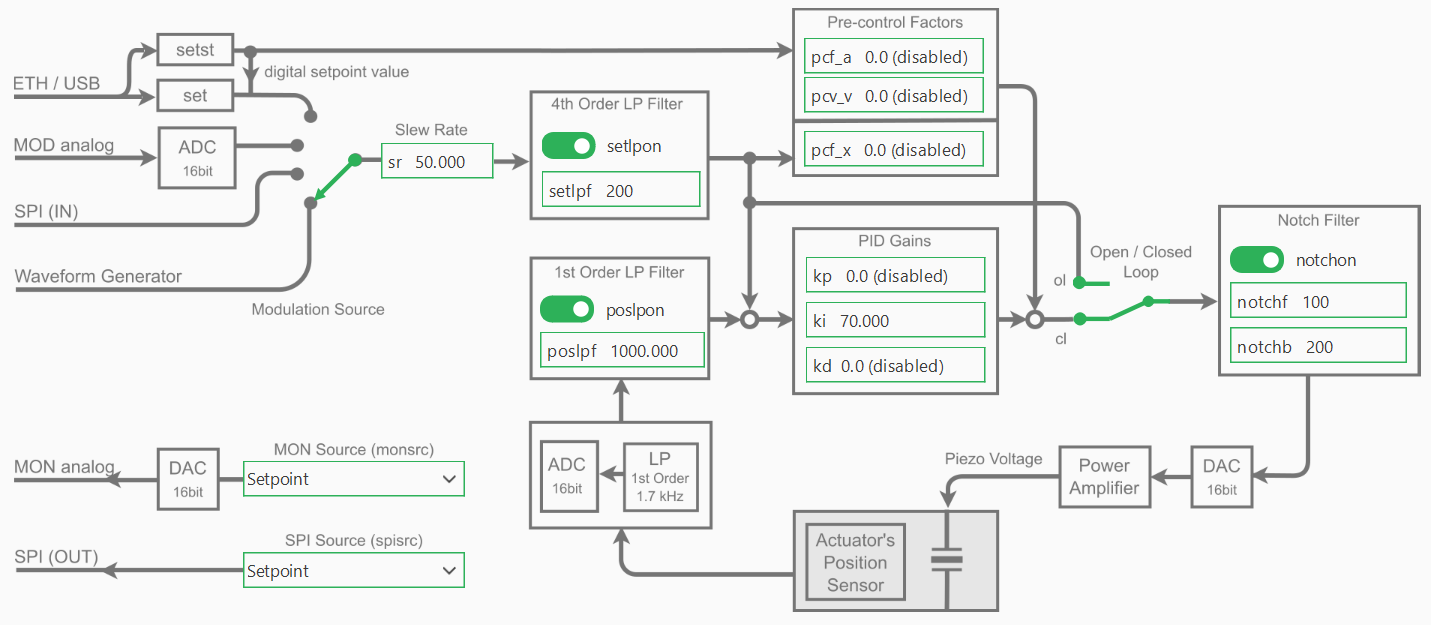 Pre-control Factors
setst
pcf_a 0.0 (disabled)
digital setpoint value
ETH / USB
set
pcv_v 0.0 (disabled)
4th Order LP Filter
MOD analog
ADC
16bit
Slew Rate
sr 50.000
setlpon
setlpf 200
pcf_x 0.0 (disabled)
SPI (IN)
Waveform Generator
Modulation Source
1st Order LP Filter
poslpon
poslpf 1000.000
PID Gains
kp 0.0 (disabled)
ki 70.000
kd 0.0 (disabled)
Open / Closed
Loop
ol
cl
Notch Filter
notchon
notchf 100
notchb 200
MON analog
DAC
16bit
MON Source (monsrc)
Setpoint
ADC
16bit
LP
1st Order
1.7 kHz
Piezo Voltage
Power
Amplifier
DAC
16bit
SPI (OUT)
SPI Source (spisrc)
Setpoint
Actuator's
Position
Sensor